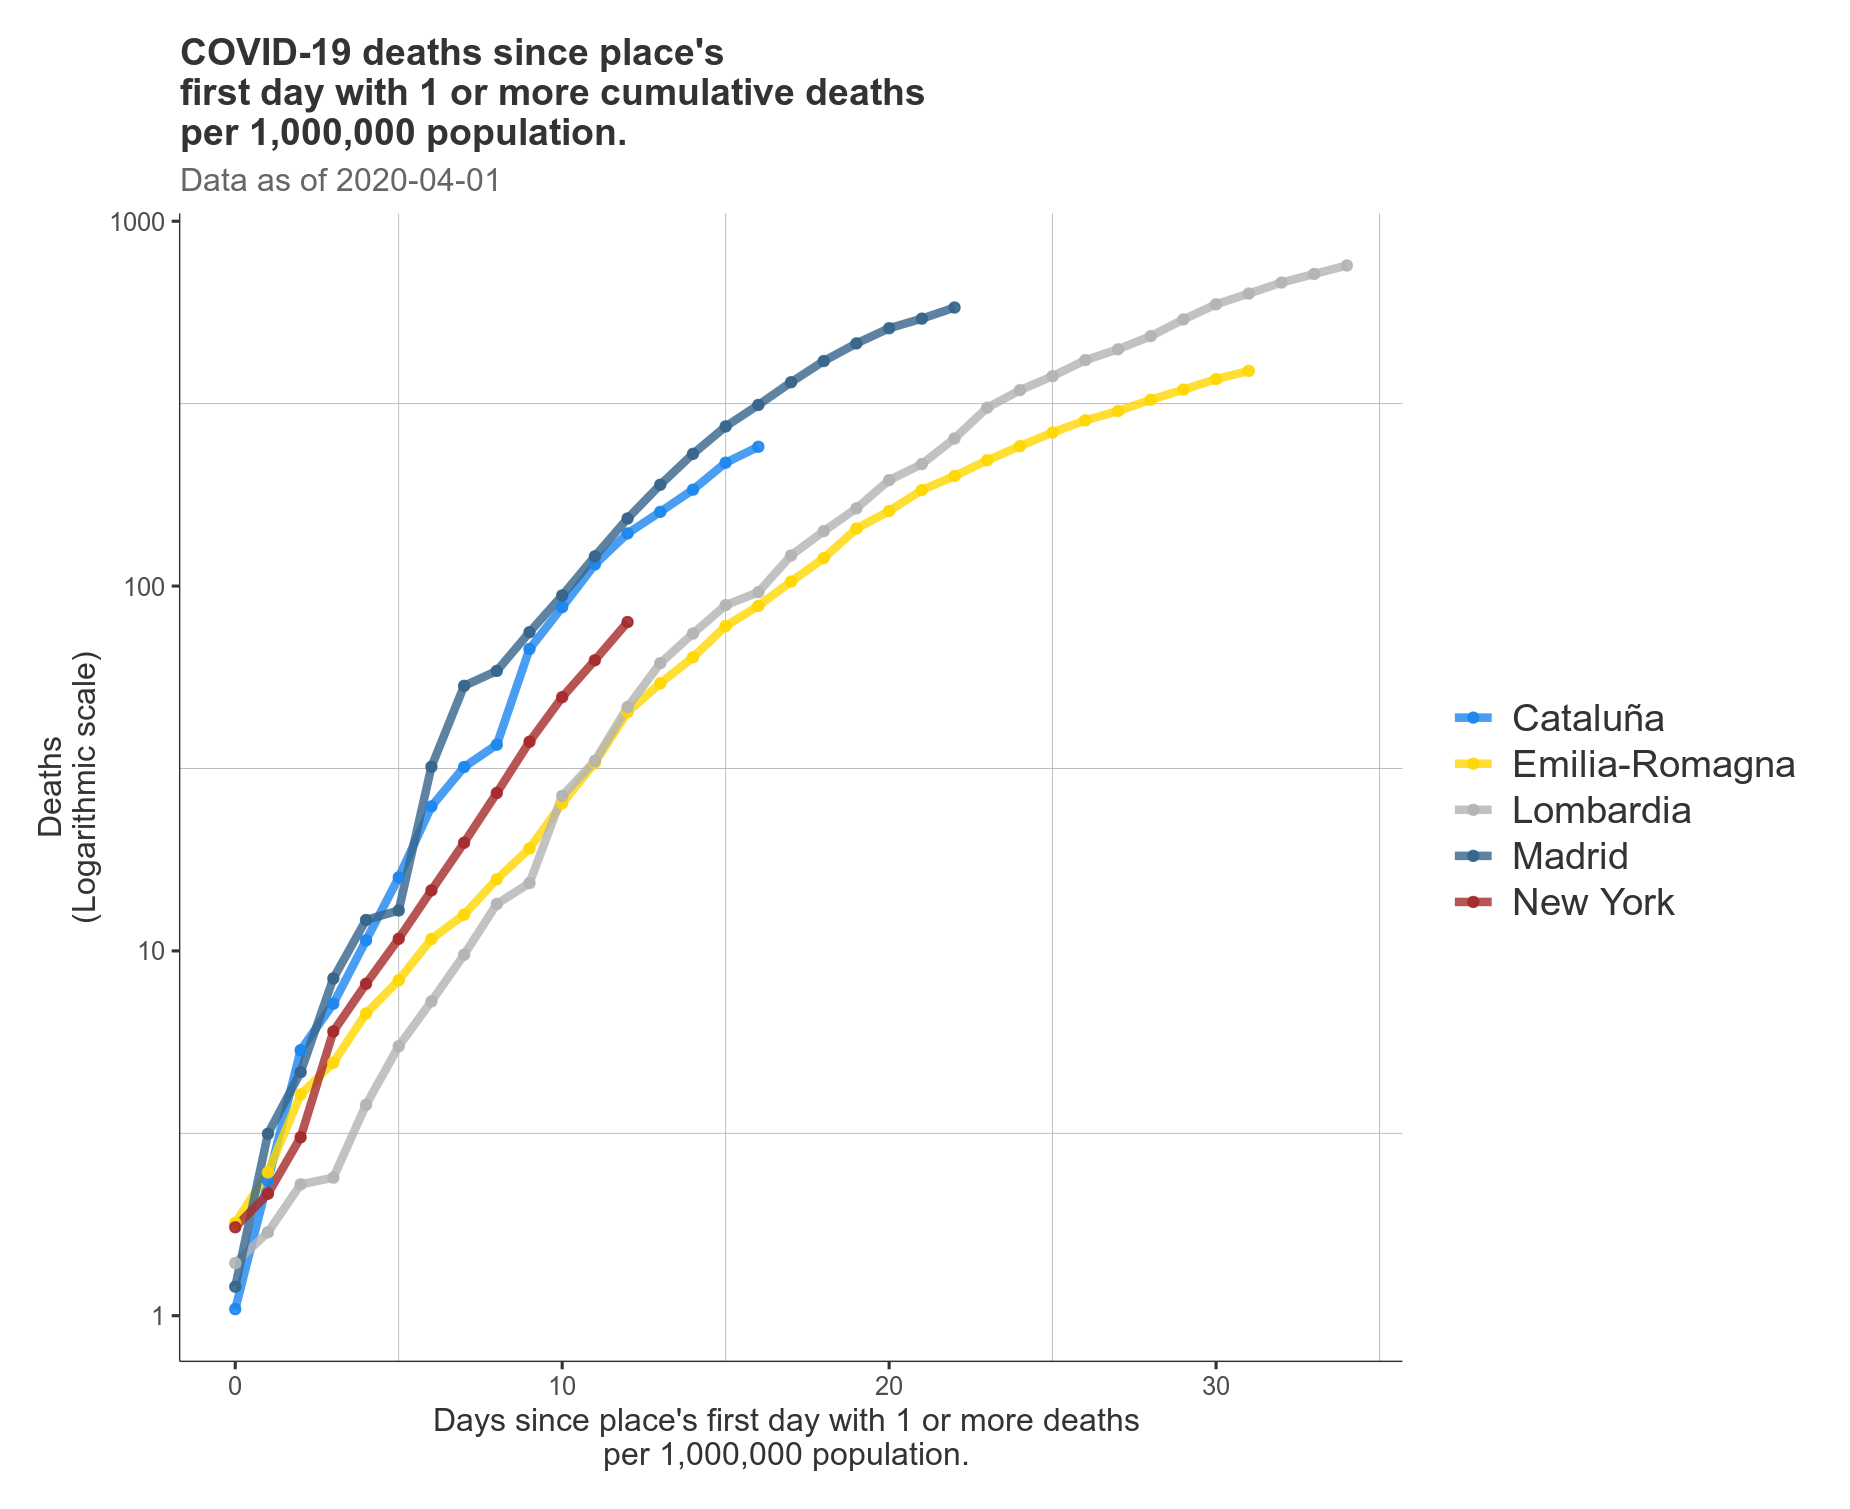 COVID-19 deaths since place's
first day with 1 or more cumulative deaths
per 1,000,000 population.
Data as of 2020-04-01
1000
100
10
1
Deaths
(Logarithmic scale)
0
10
20
30
Days since place's first day with 1 or more deaths
per 1,000,000 population.
Cataluña
Emilia-Romagna
Lombardia
Madrid
New York